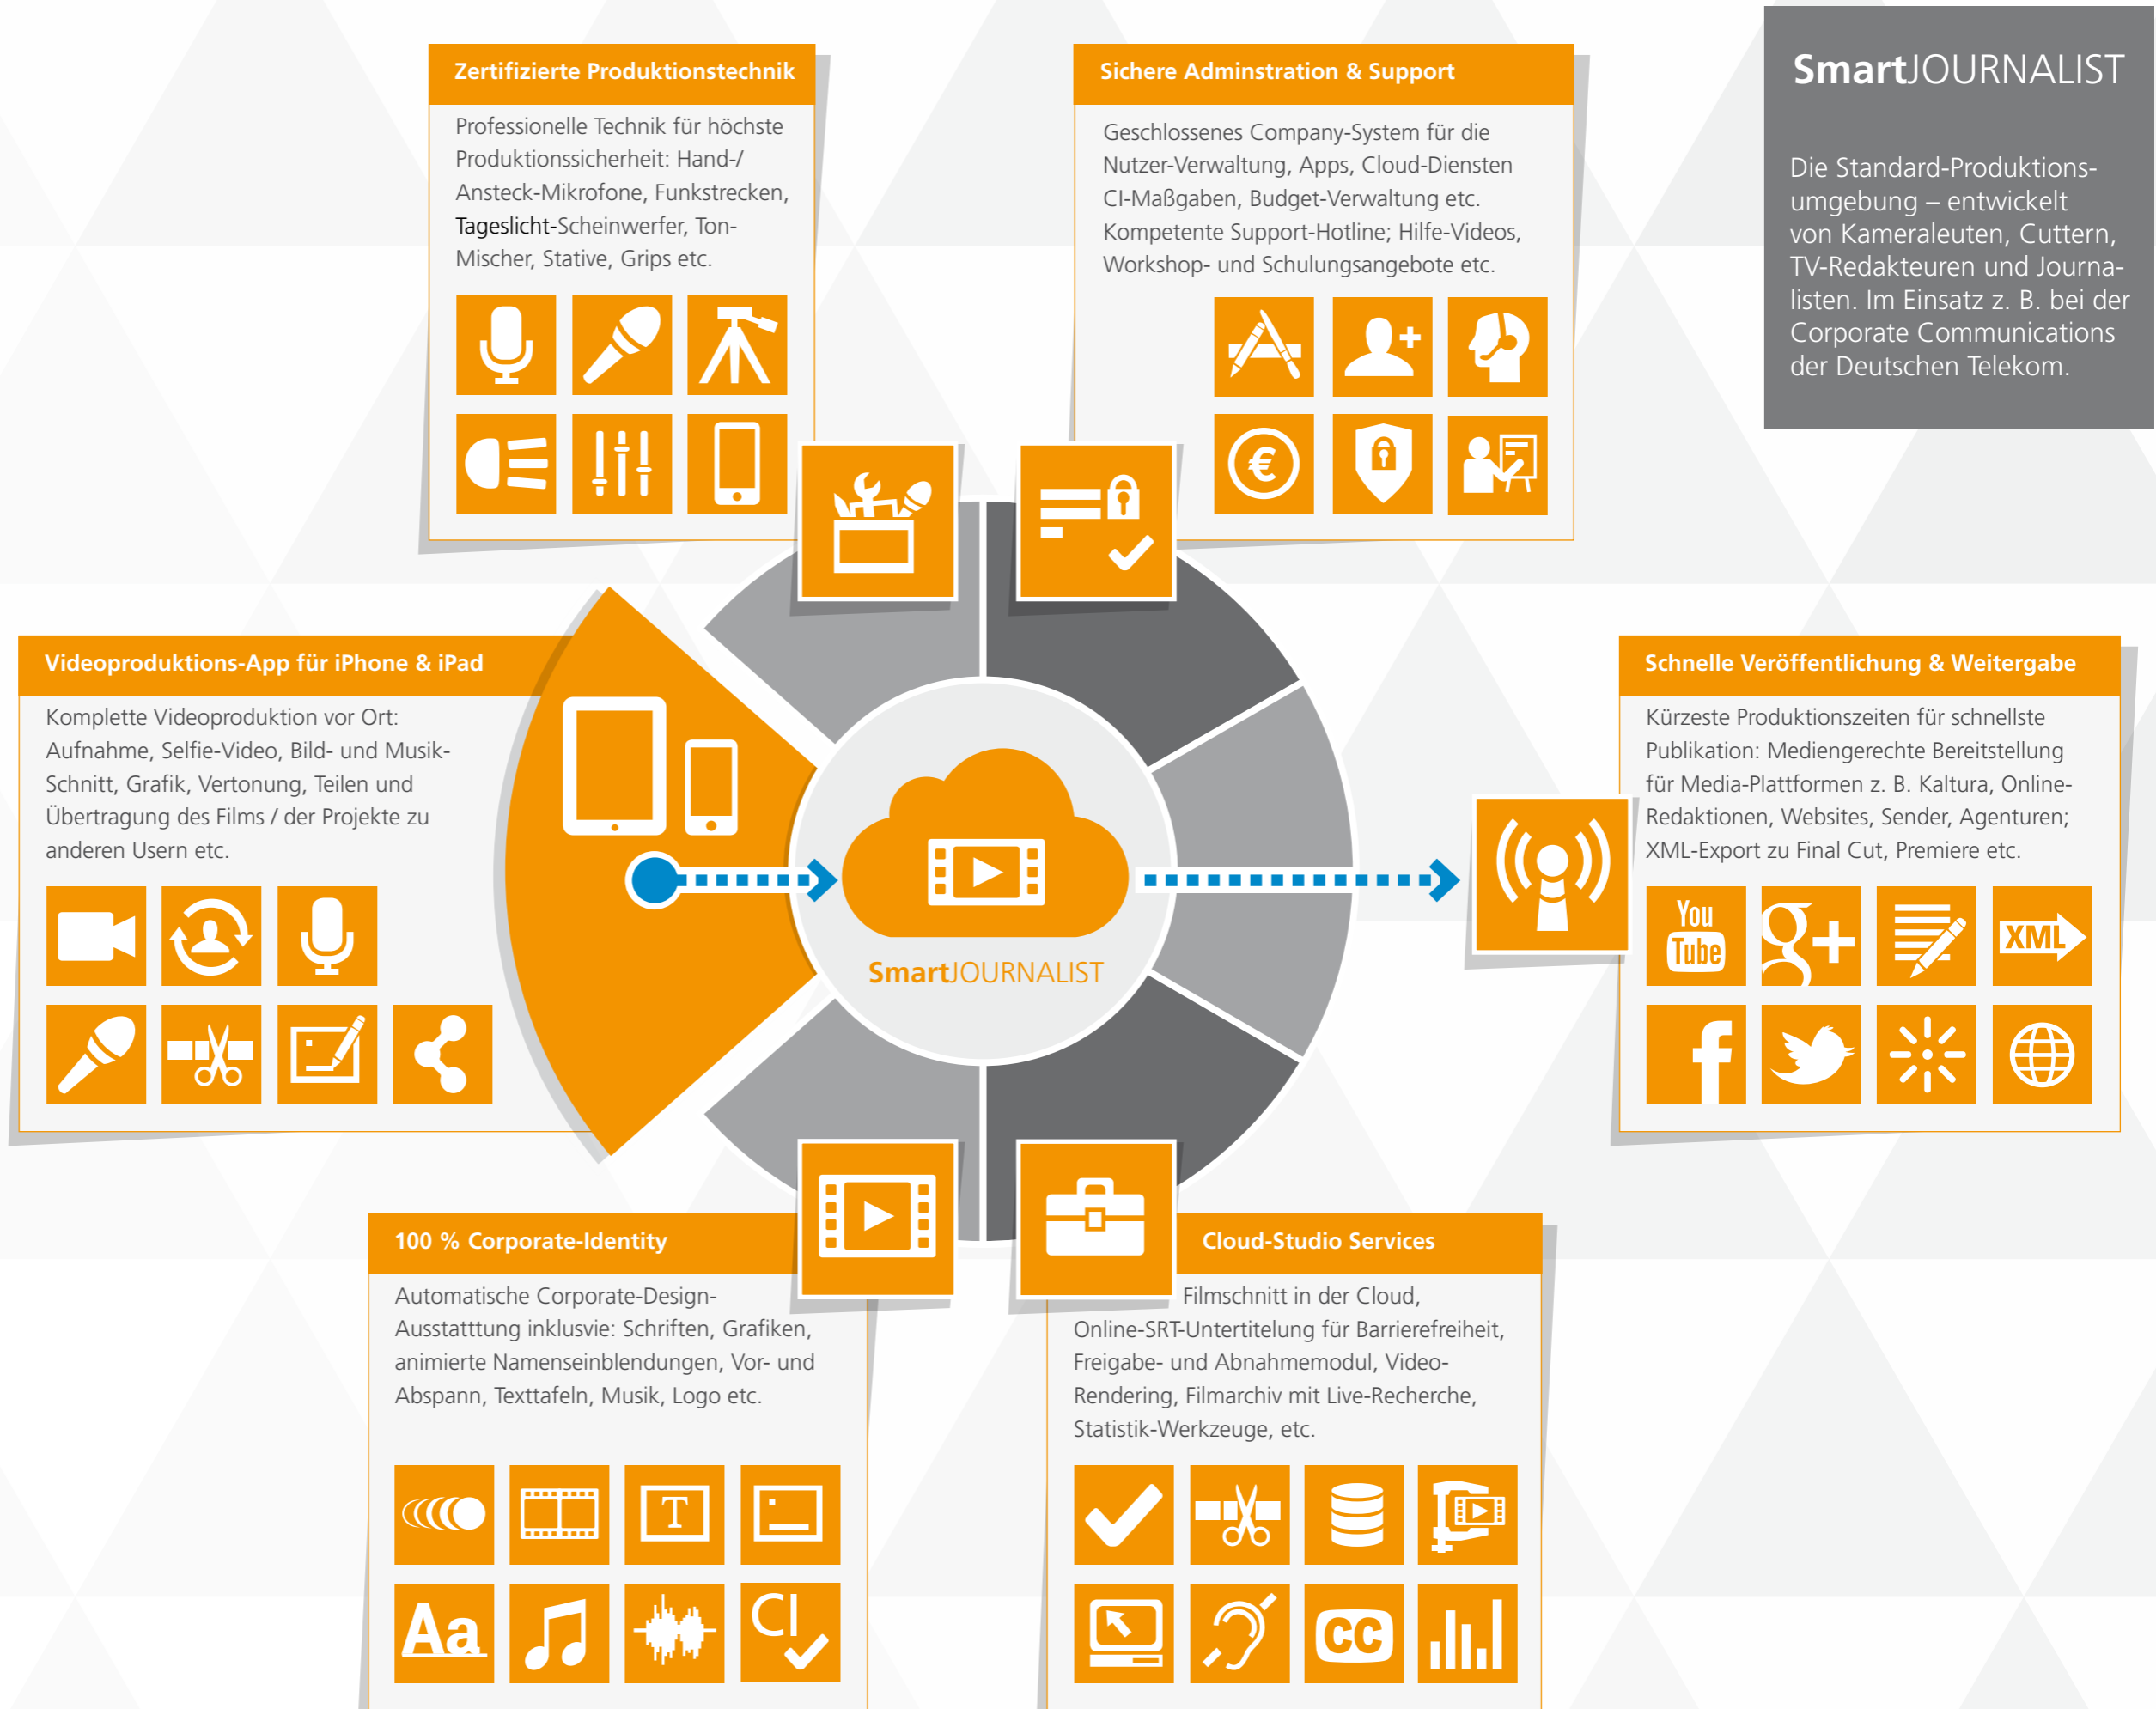 Zertifizierte Produktionstechnik
Professionelle Technik für höchste
Produktionssicherheit: Hand-/
Ansteck-Mikrofone, Funkstrecken,
Tageslicht-Scheinwerfer, Ton-
Mischer, Stative, Grips etc.
Sichere Adminstration & Support
Geschlossenes Company-System für die
Nutzer-Verwaltung, Apps, Cloud-Diensten
CI-Maßgaben, Budget-Verwaltung etc.
Kompetente Support-Hotline; Hilfe-Videos,
Workshop- und Schulungsangebote etc.
€
SmartJOURNALIST
Die Standard-Produktions-
umgebung – entwickelt
von Kameraleuten, Cuttern,
TV-Redakteuren und Journa-
listen. Im Einsatz z. B. bei der
Corporate Communications
der Deutschen Telekom.
Videoproduktions-App für iPhone & iPad
Komplette Videoproduktion vor Ort:
Aufnahme, Selfie-Video, Bild- und Musik-
Schnitt, Grafik, Vertonung, Teilen und
Übertragung des Films / der Projekte zu
anderen Usern etc.
SmartJOURNALIST
Schnelle Veröffentlichung & Weitergabe
Kürzeste Produktionszeiten für schnellste
Publikation: Mediengerechte Bereitstellung
für Media-Plattformen z. B. Kaltura, Online-
Redaktionen, Websites, Sender, Agenturen;
XML-Export zu Final Cut, Premiere etc.
You
Tube
g+
XML
f
100 % Corporate-Identity
Automatische Corporate-Design-
Ausstatttung inklusvie: Schriften, Grafiken,
animierte Namenseinblendungen, Vor- und
Abspann, Texttafeln, Musik, Logo etc.
T
Aa
CI
Cloud-Studio Services
Filmschnitt in der Cloud,
Online-SRT-Untertitelung für Barrierefreiheit,
Freigabe- und Abnahmemodul, Video-
Rendering, Filmarchiv mit Live-Recherche,
Statistik-Werkzeuge, etc.
CC